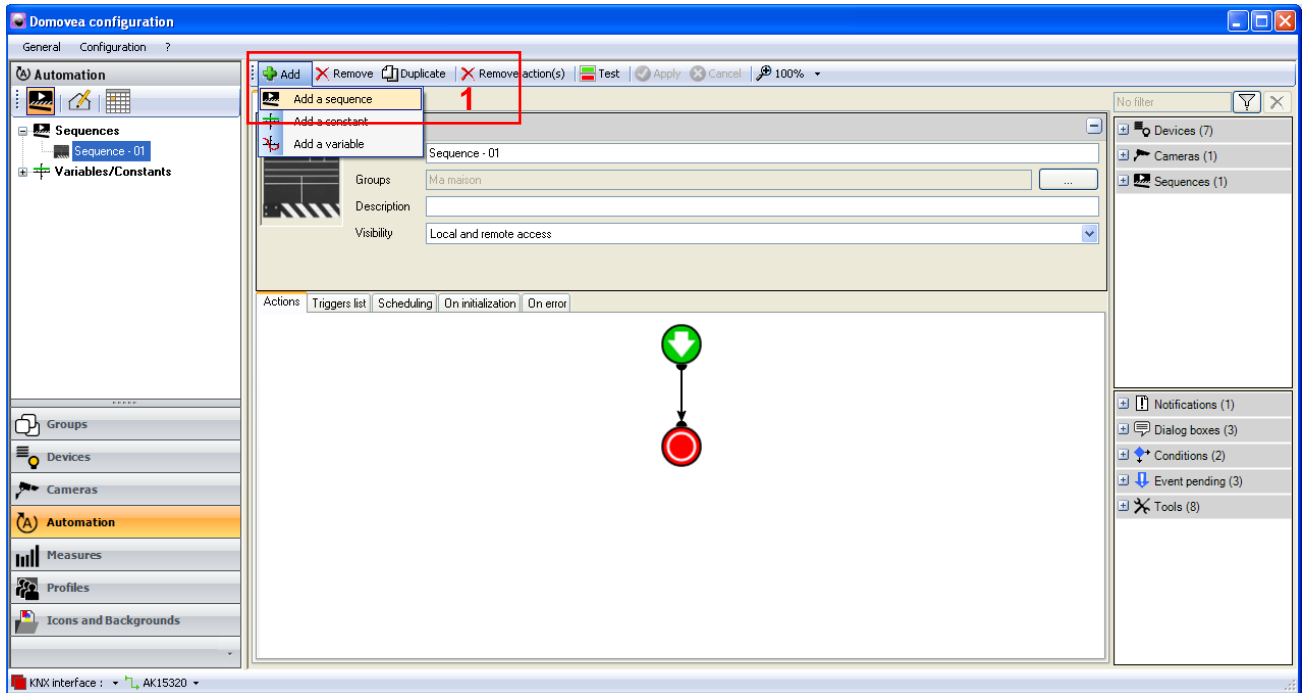 Domovea configuration
General Configuration ?
Automation
Add Remove Duplicate Remove action(s) Test Apply Cancel 100%
Add a sequence
Add a constant
Add a variable
1
Sequences
Sequence - 01
Variables/Constants
Sequence - 01
Groups Ma maison ...
Description
Visibility Local and remote access
Actions Triggers list Scheduling On initialization On error
No filter
Devices (7)
Cameras (1)
Sequences (1)
Notifications (1)
Dialog boxes (3)
Conditions (2)
Event pending (3)
Tools (8)
Groups
Devices
Cameras
Automation
Measures
Profiles
Icons and Backgrounds
KNX interface : AK15320